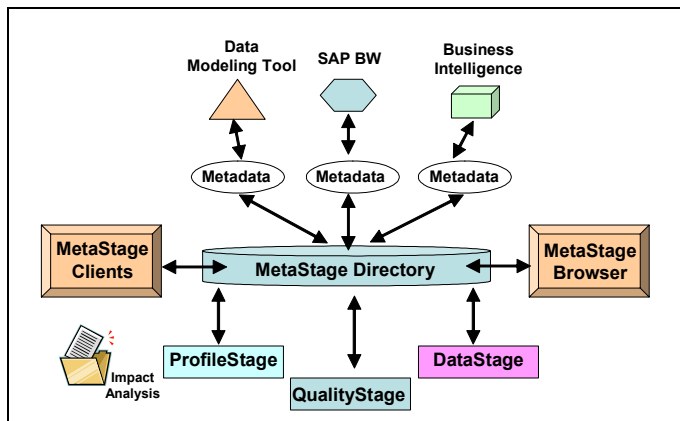 Data
Modeling Tool
SAP BW
Business
Intelligence
Metadata
Metadata
Metadata
MetaStage
Clients
MetaStage Directory
MetaStage
Browser
ProfileStage
QualityStage
DataStage
Impact
Analysis